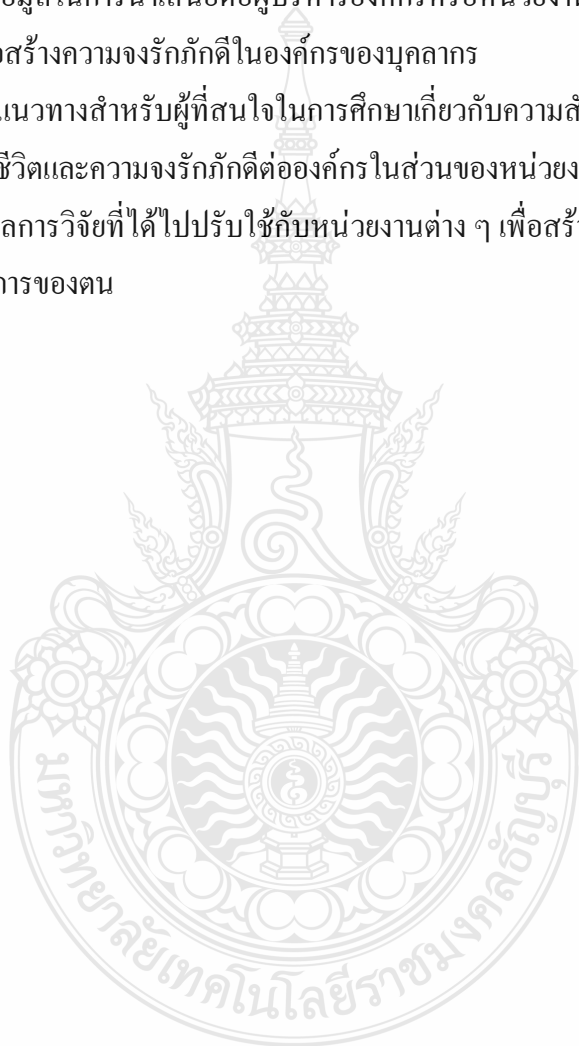 ข้อมูลในการนำเสนอต่อผู้บริหารองค์กรหรือหน่วยงาน
สร้างความจงรักภักดีในองค์กรของบุคลากร
แนวทางสำหรับผู้ที่สนใจในการศึกษาเกี่ยวกับความสั
ชีวิตและความจงรักภักดีต่อองค์กรในส่วนของหน่วยง
ลการวิจัยที่ได้ไปปรับใช้กับหน่วยงานต่าง ๆ เพื่อสร้า
การของตน
มหาวิทยาลัยเทคโนโลยีราชมงคลธัญบุรี